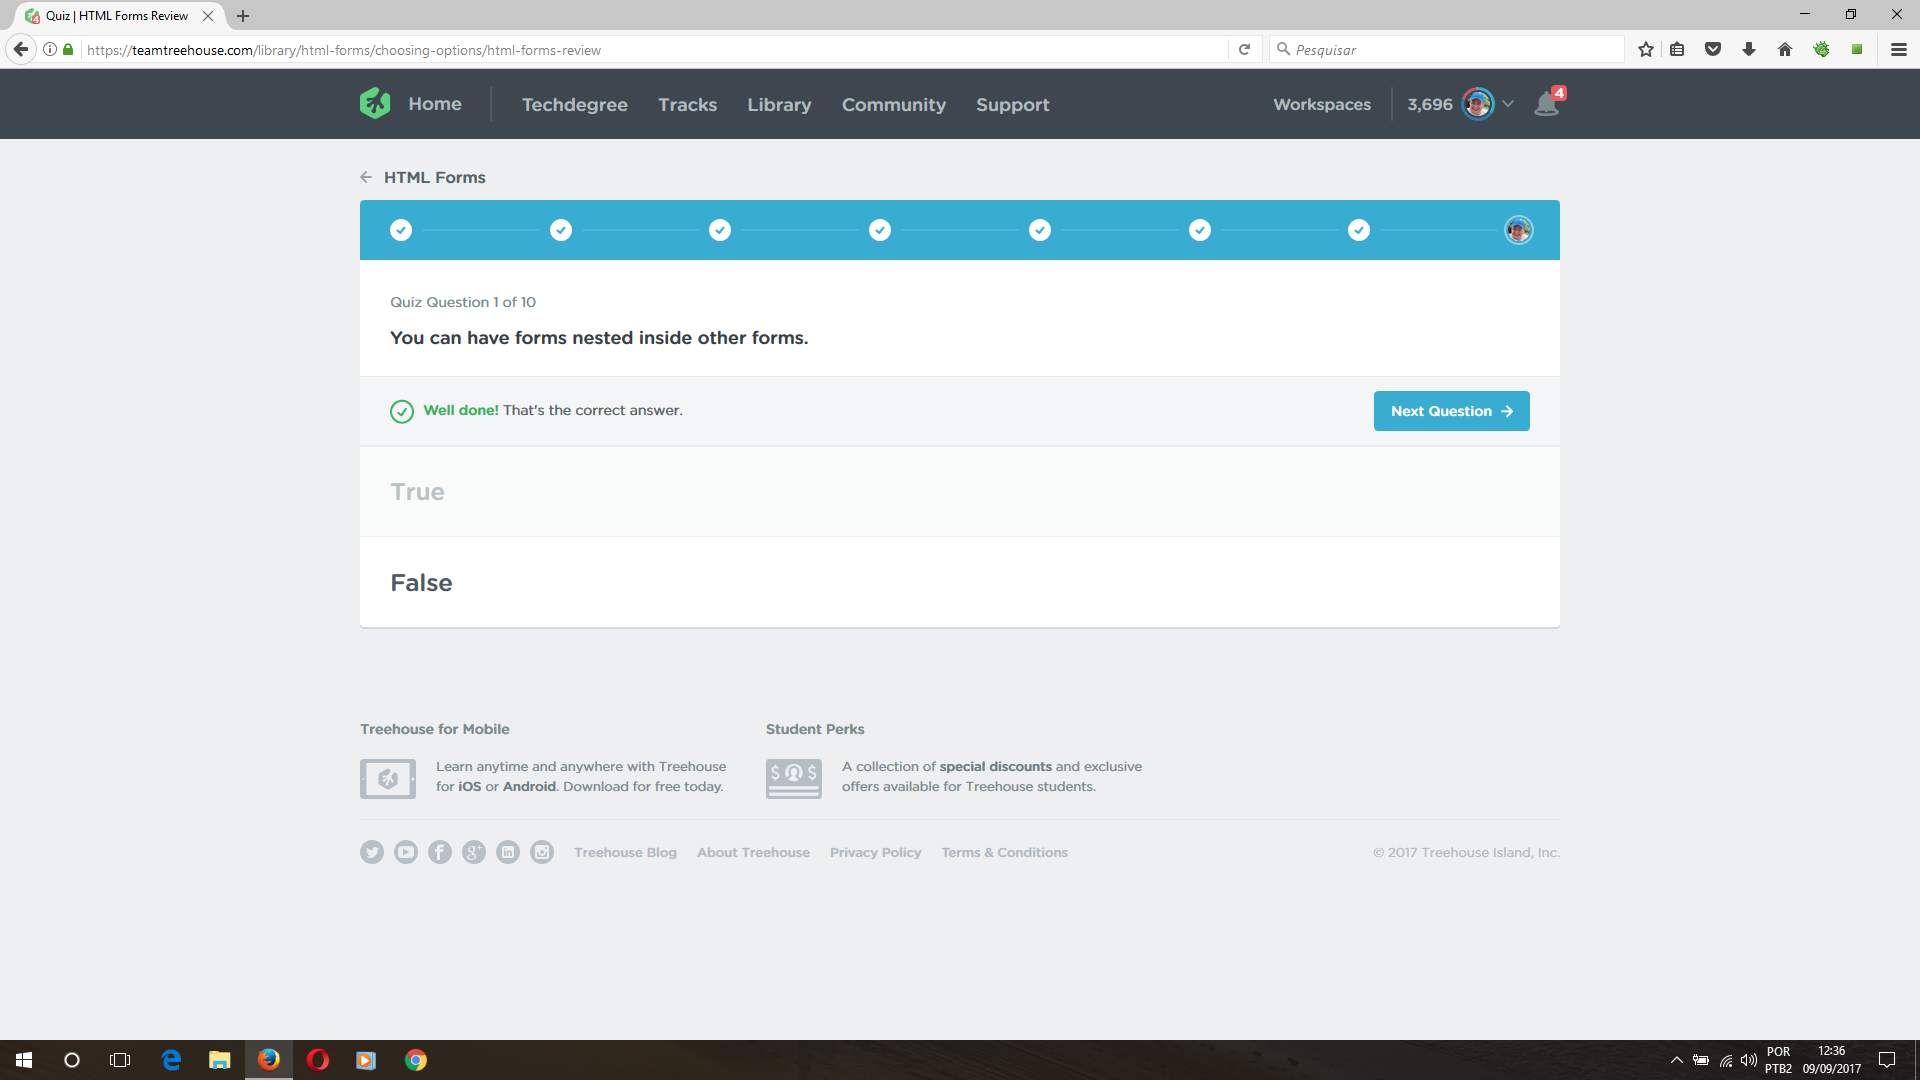 Quiz | HTML Forms Review
https://teamtreehouse.com/library/html-forms/choosing-options/html-forms-review
Pesquisar
Home
Techdegree
Tracks
Library
Community
Support
Workspaces
3,696
4
HTML Forms
Quiz Question 1 of 10
You can have forms nested inside other forms.
Well done! That's the correct answer.
Next Question
True
False
Treehouse for Mobile
Learn anytime and anywhere with Treehouse
for iOS or Android. Download for free today.
Student Perks
A collection of special discounts and exclusive
offers available for Treehouse students.
Treehouse Blog
About Treehouse
Privacy Policy
Terms & Conditions
© 2017 Treehouse Island, Inc.
POR
PTB2
12:36
09/09/2017